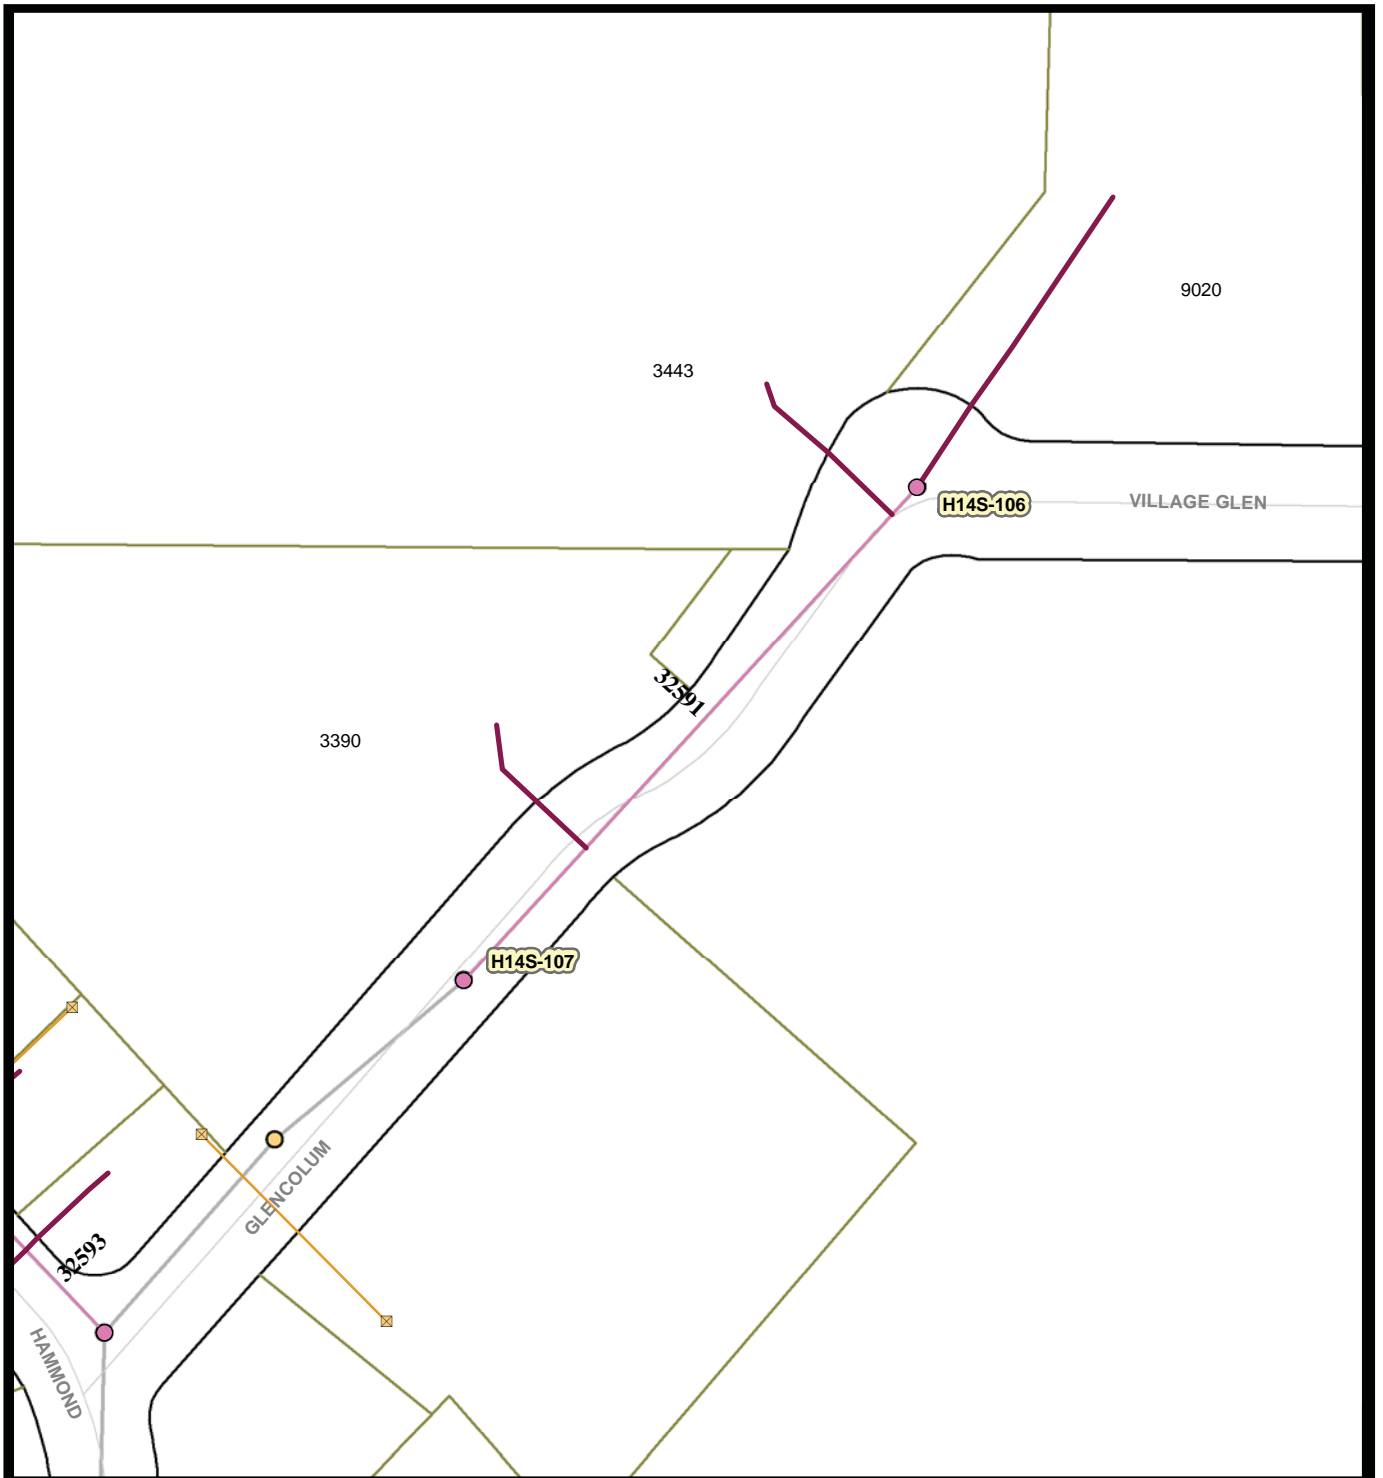 9020
3443
H14S-106
VILLAGE GLEN
32591
3390
H14S-107
GLENCOLUM
32593
HAMMOND